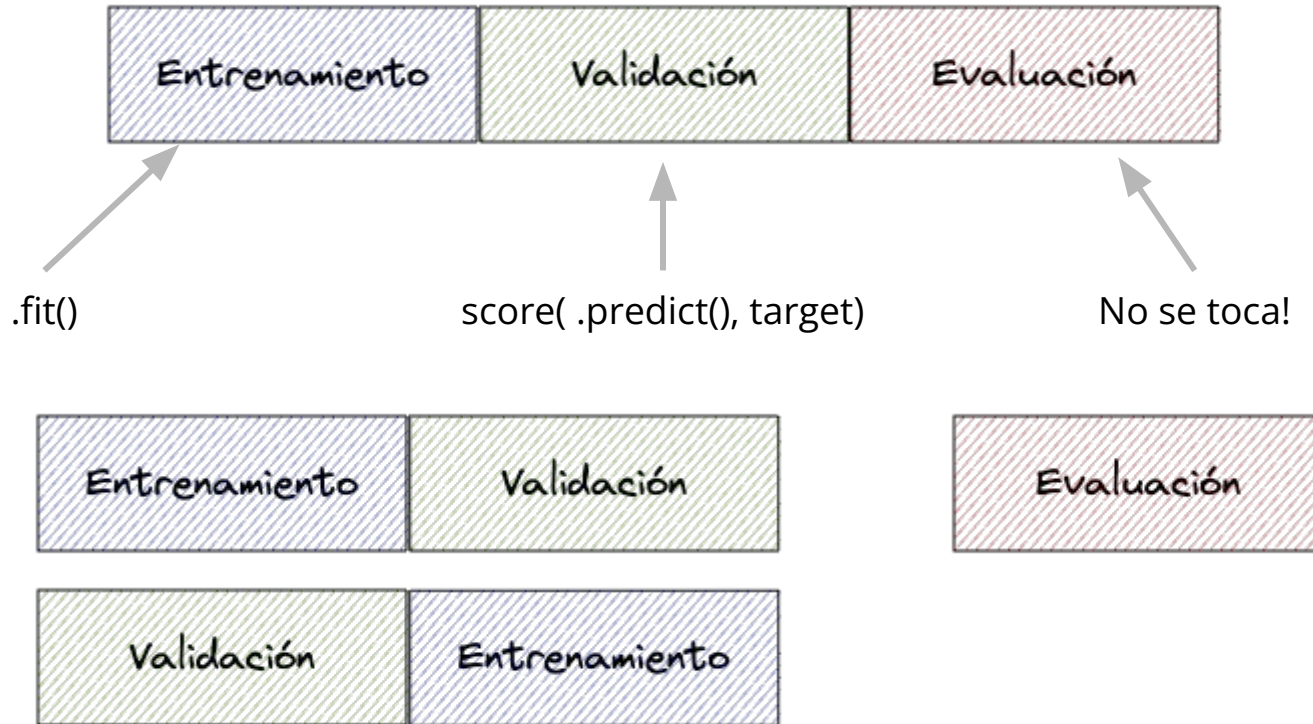 Entrenamiento Validación Evaluación
.fit() score( .predict(), target) No se toca!
Entrenamiento Validación Evaluación
Validación Entrenamiento